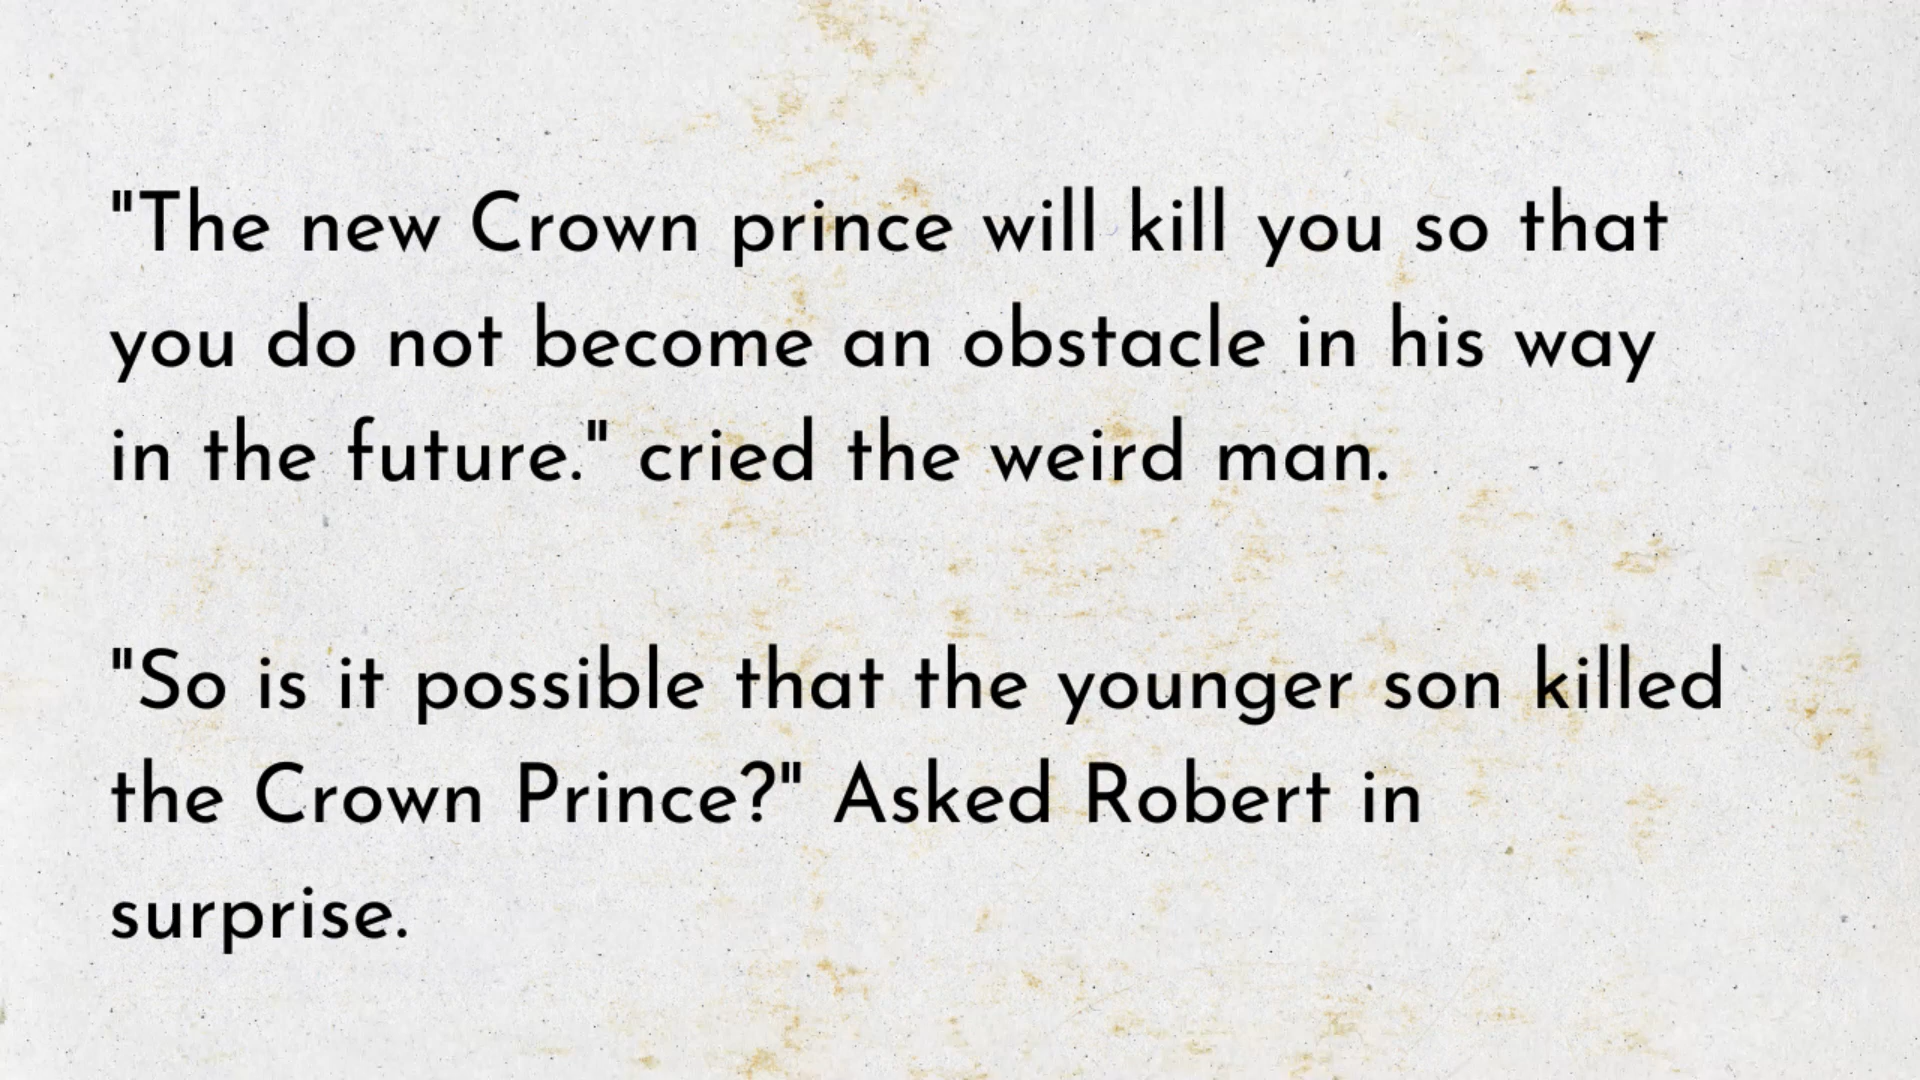 "The new Crown prince will kill you so that
you do not become an obstacle in his way
in the future." cried the weird man.
"So is it possible that the younger son killed
the Crown Prince?" Asked Robert in
surprise.